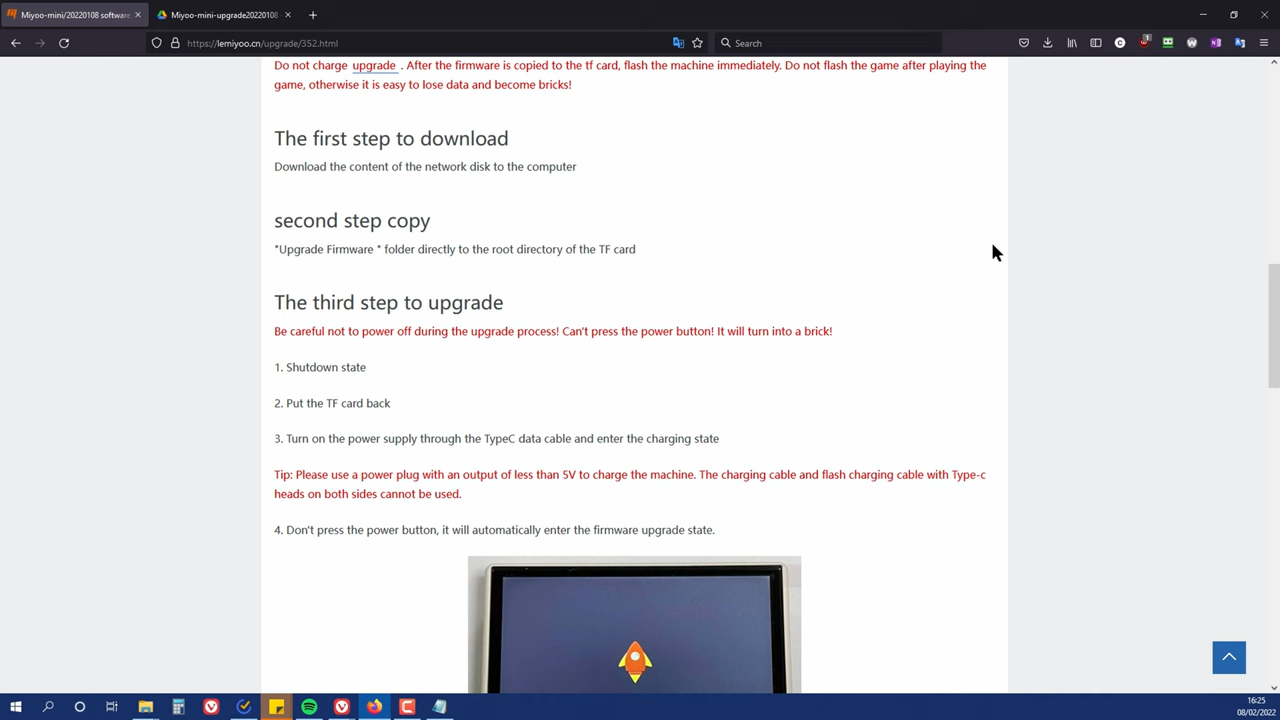 Miyoo-mini/20220108 software
Miyoo-mini-upgrade20220108
https://lemiyoo.cn/upgrade/352.html
Search
Do not charge upgrade . After the firmware is copied to the tf card, flash the machine immediately. Do not flash the game after playing the
game, otherwise it is easy to lose data and become bricks!
The first step to download
Download the content of the network disk to the computer
second step copy
"Upgrade Firmware " folder directly to the root directory of the TF card
The third step to upgrade
Be careful not to power off during the upgrade process! Can't press the power button! It will turn into a brick!
1. Shutdown state
2. Put the TF card back
3. Turn on the power supply through the TypeC data cable and enter the charging state
Tip: Please use a power plug with an output of less than 5V to charge the machine. The charging cable and flash charging cable with Type-c
heads on both sides cannot be used.
4. Don't press the power button, it will automatically enter the firmware upgrade state.
16:25
08/02/2022